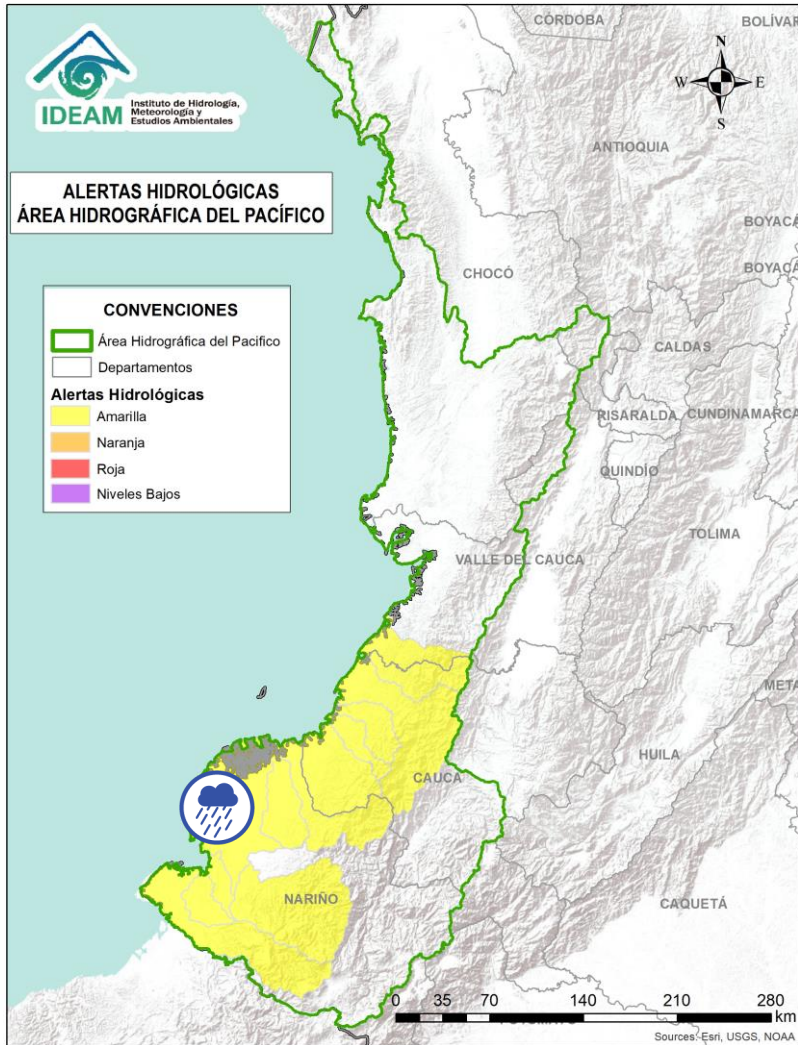 CÓRDOBA
BOLÍVAR
N
W
E
S
IDEAM
Instituto de Hidrología,
Meteorología y
Estudios Ambientales
ANTIOQUIA
ALERTAS HIDROLÓGICAS
ÁREA HIDROGRÁFICA DEL PACÍFICO
BOYACÁ
BOYACÁ
CHOCÓ
CONVENCIONES
Área Hidrográfica del Pacifico
Departamentos
Alertas Hidrológicas
Amarilla
Naranja
Roja
Niveles Bajos
CALDAS
RISARALDA
CUNDINAMARCA
QUINDÍO
TOLIMA
VALLE DEL CAUCA
META
HUILA
CAUCA
NARIÑO
CAQUETÁ
0 35 70 140 210 280
km
Sources: Esri, USGS, NOAA